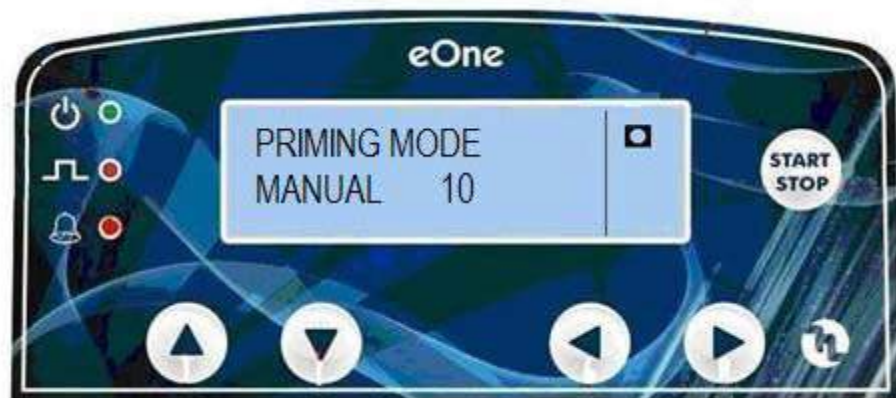 eOne
PRIMING MODE
MANUAL 10
START
STOP